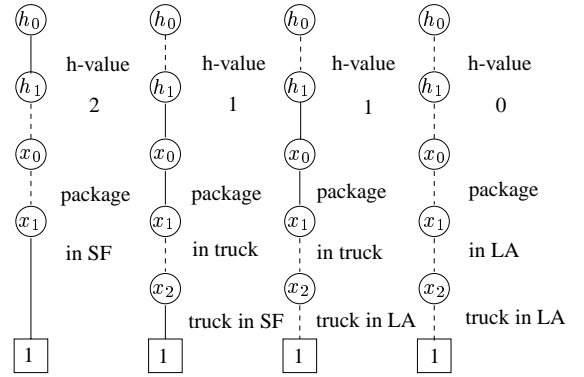 h₀ h₀ h₀ h₀
h-value h-value h-value h-value
h₁ h₁ h₁ h₁
2 1 1 0
x₀ x₀ x₀ x₀
package package package package
x₁ x₁ x₁ x₁
in SF in truck in truck in LA
x₂ x₂ x₂
truck in SF truck in LA truck in LA
1 1 1 1